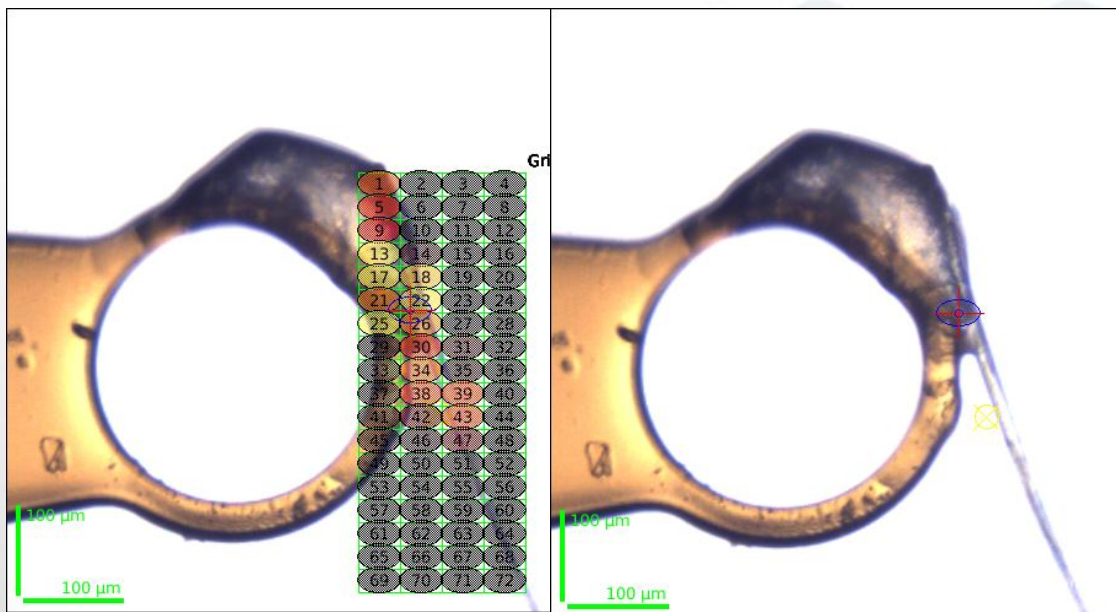 Gri
1 2 3 4
5 6 7 8
9 10 11 12
13 14 15 16
17 18 19 20
21 22 23 24
25 26 27 28
29 30 31 32
33 34 35 36
37 38 39 40
41 42 43 44
45 46 47 48
49 50 51 52
53 54 55 56
57 58 59 60
61 62 63 64
65 66 67 68
69 70 71 72
100 µm
100 µm
100 µm
100 µm